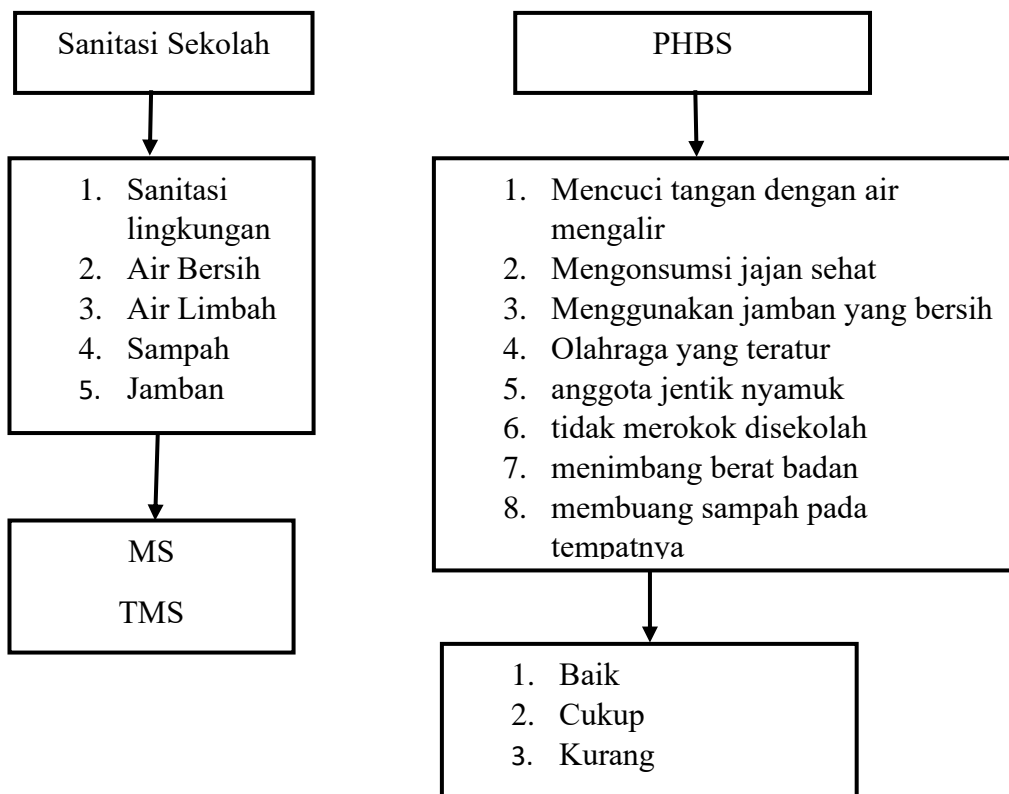 Sanitasi Sekolah
1. Sanitasi
lingkungan
2. Air Bersih
3. Air Limbah
4. Sampah
5. Jamban
MS
TMS
PHBS
1. Mencuci tangan dengan air
mengalir
2. Mengonsumsi jajan sehat
3. Menggunakan jamban yang bersih
4. Olahraga yang teratur
5. anggota jentik nyamuk
6. tidak merokok disekolah
7. menimbang berat badan
8. membuang sampah pada
tempatnya
1. Baik
2. Cukup
3. Kurang